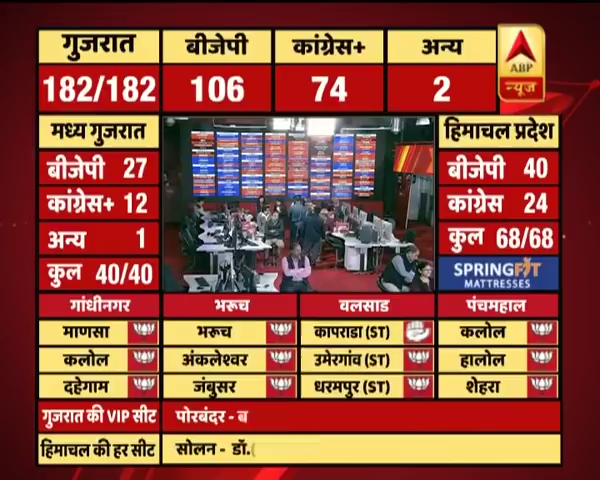 गुजरात बीजेपी कांग्रेस+ अन्य
182/182 106 74 2
ABP
न्यूज़
मध्य गुजरात
बीजेपी 27
कांग्रेस+ 12
अन्य 1
कुल 40/40
हिमाचल प्रदेश
बीजेपी 40
कांग्रेस 24
कुल 68/68
SPRINGFIT
MATTRESSES
गांधीनगर भरूच वलसाड पंचमहाल
माणसा भरूच कापराडा (ST) कलोल
कलोल अंकलेश्वर उमेरगांव (ST) हालोल
दहेगाम जंबुसर धरमपुर (ST) शेहरा
गुजरात की VIP सीट पोरबंदर - ब
हिमाचल की हर सीट सोलन - डॉ.(